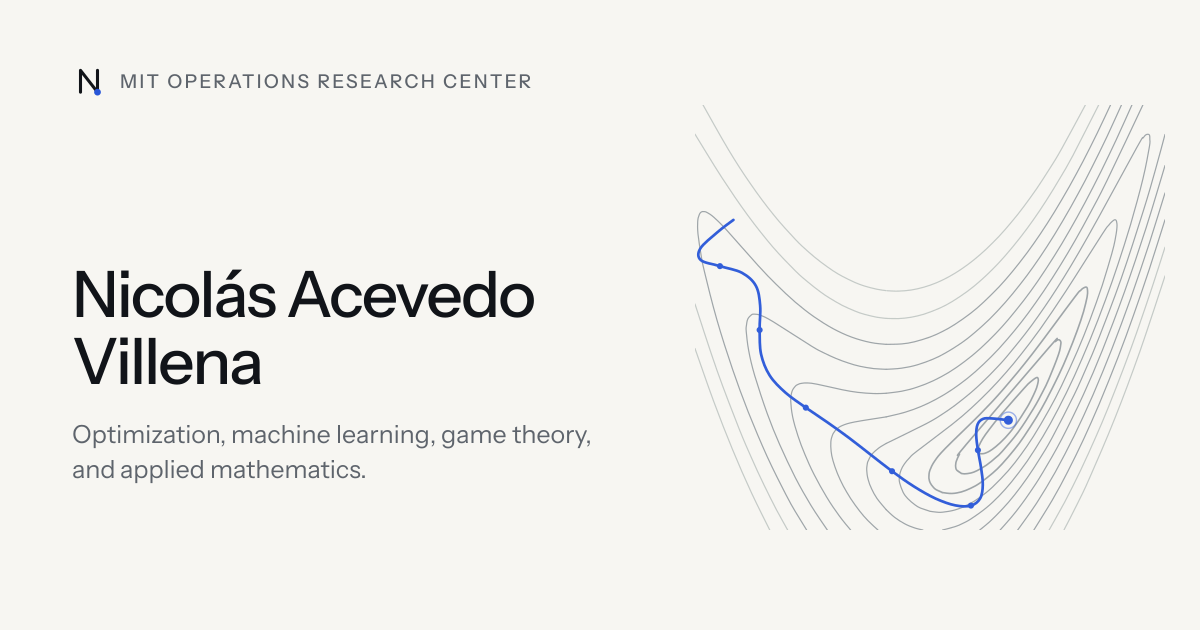 N
MIT OPERATIONS RESEARCH CENTER
Nicolás Acevedo
Villena
Optimization, machine learning, game theory,
and applied mathematics.